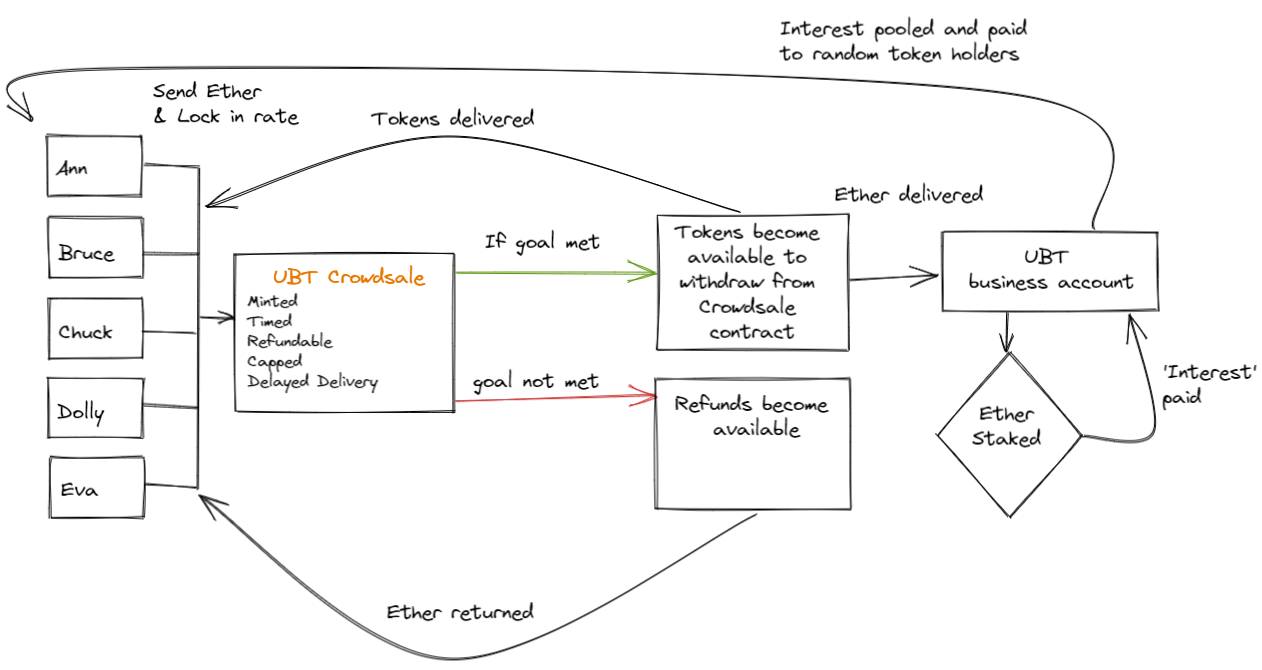 Interest pooled and paid
to random token holders
Send Ether
& Lock in rate
Tokens delivered
Ann
Bruce
Chuck
Dolly
Eva
UBT Crowdsale
Minted
Timed
Refundable
Capped
Delayed Delivery
If goal met
goal not met
Tokens become
available to
withdraw from
Crowdsale
contract
Refunds become
available
Ether delivered
UBT
business account
Ether
Staked
'Interest'
paid
Ether returned